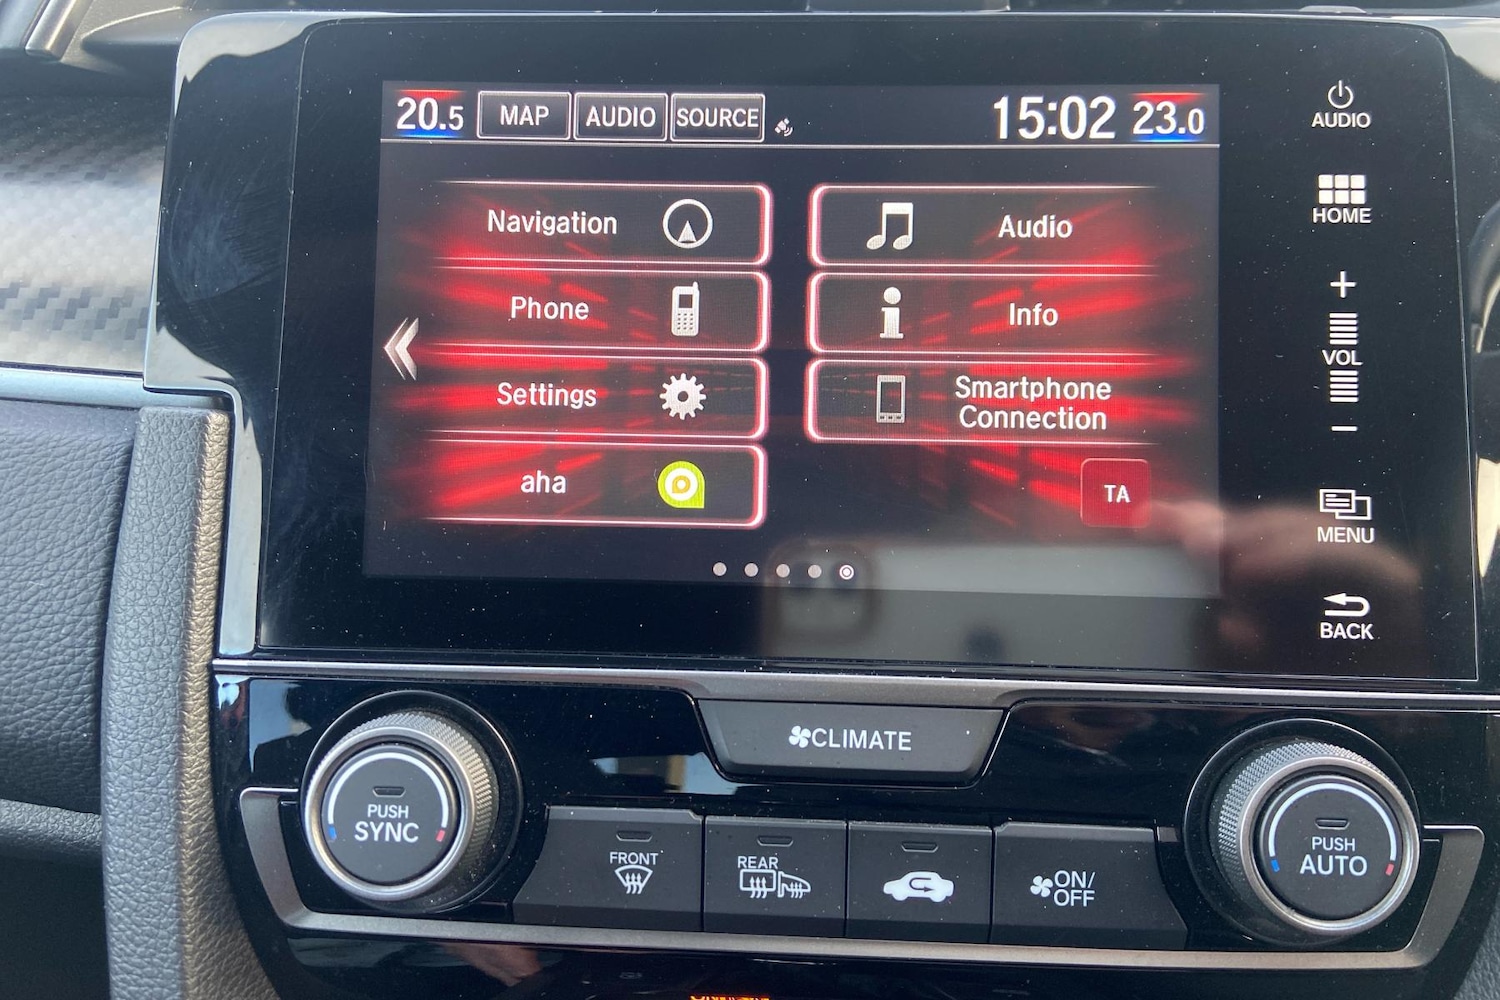 20.5 MAP AUDIO SOURCE 15:02 23.0
Navigation
Audio
Phone
Info
Settings
Smartphone
Connection
aha
TA
AUDIO
HOME
+
VOL
−
MENU
BACK
CLIMATE
PUSH
SYNC
FRONT
REAR
ON/
OFF
PUSH
AUTO